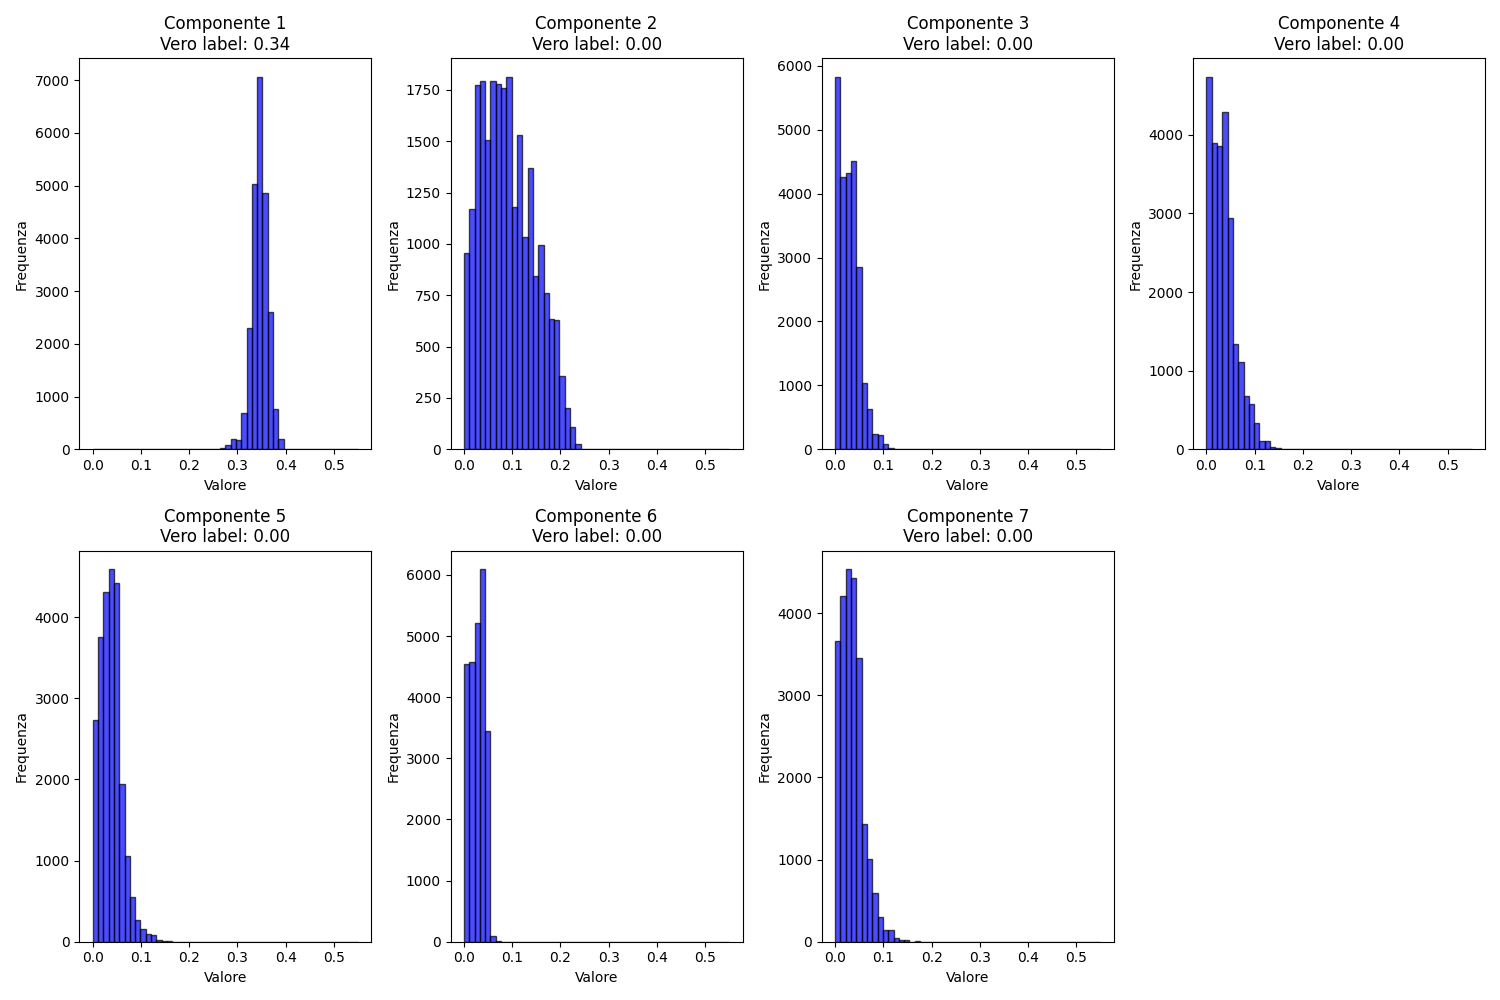 Componente 1
Vero label: 0.34
Componente 2
Vero label: 0.00
Componente 3
Vero label: 0.00
Componente 4
Vero label: 0.00
7000
6000
5000
4000
3000
2000
1000
0
Frequenza
0.0 0.1 0.2 0.3 0.4 0.5
Valore
1750
1500
1250
1000
750
500
250
0
Frequenza
0.0 0.1 0.2 0.3 0.4 0.5
Valore
6000
5000
4000
3000
2000
1000
0
Frequenza
0.0 0.1 0.2 0.3 0.4 0.5
Valore
4000
3000
2000
1000
0
Frequenza
0.0 0.1 0.2 0.3 0.4 0.5
Valore
Componente 5
Vero label: 0.00
Componente 6
Vero label: 0.00
Componente 7
Vero label: 0.00
4000
3000
2000
1000
0
Frequenza
0.0 0.1 0.2 0.3 0.4 0.5
Valore
6000
5000
4000
3000
2000
1000
0
Frequenza
0.0 0.1 0.2 0.3 0.4 0.5
Valore
4000
3000
2000
1000
0
Frequenza
0.0 0.1 0.2 0.3 0.4 0.5
Valore